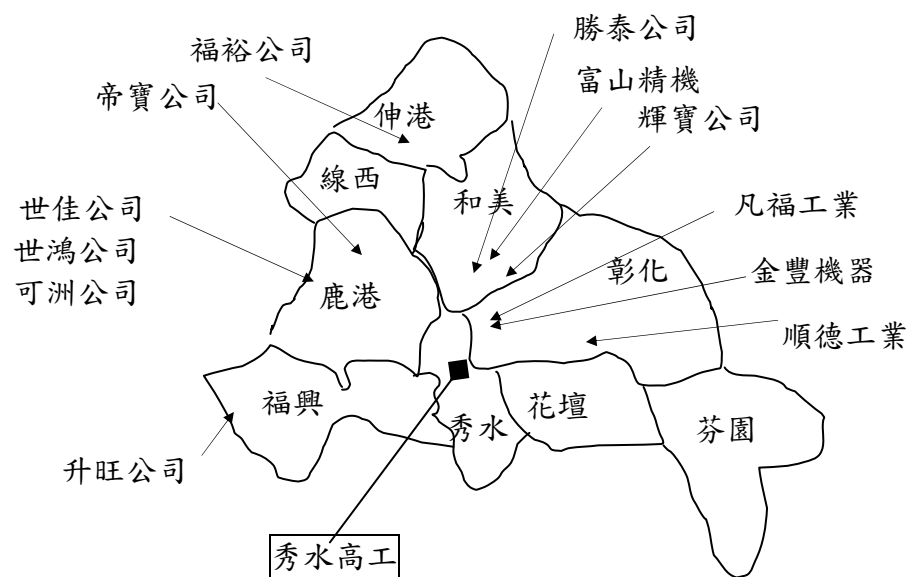 勝泰公司
福裕公司
富山精機
帝寶公司
伸港
輝寶公司
線西
和美
世佳公司
凡福工業
世鴻公司
彰化
金豐機器
可洲公司
鹿港
順德工業
福興
花壇
秀水
芬園
升旺公司
秀水高工